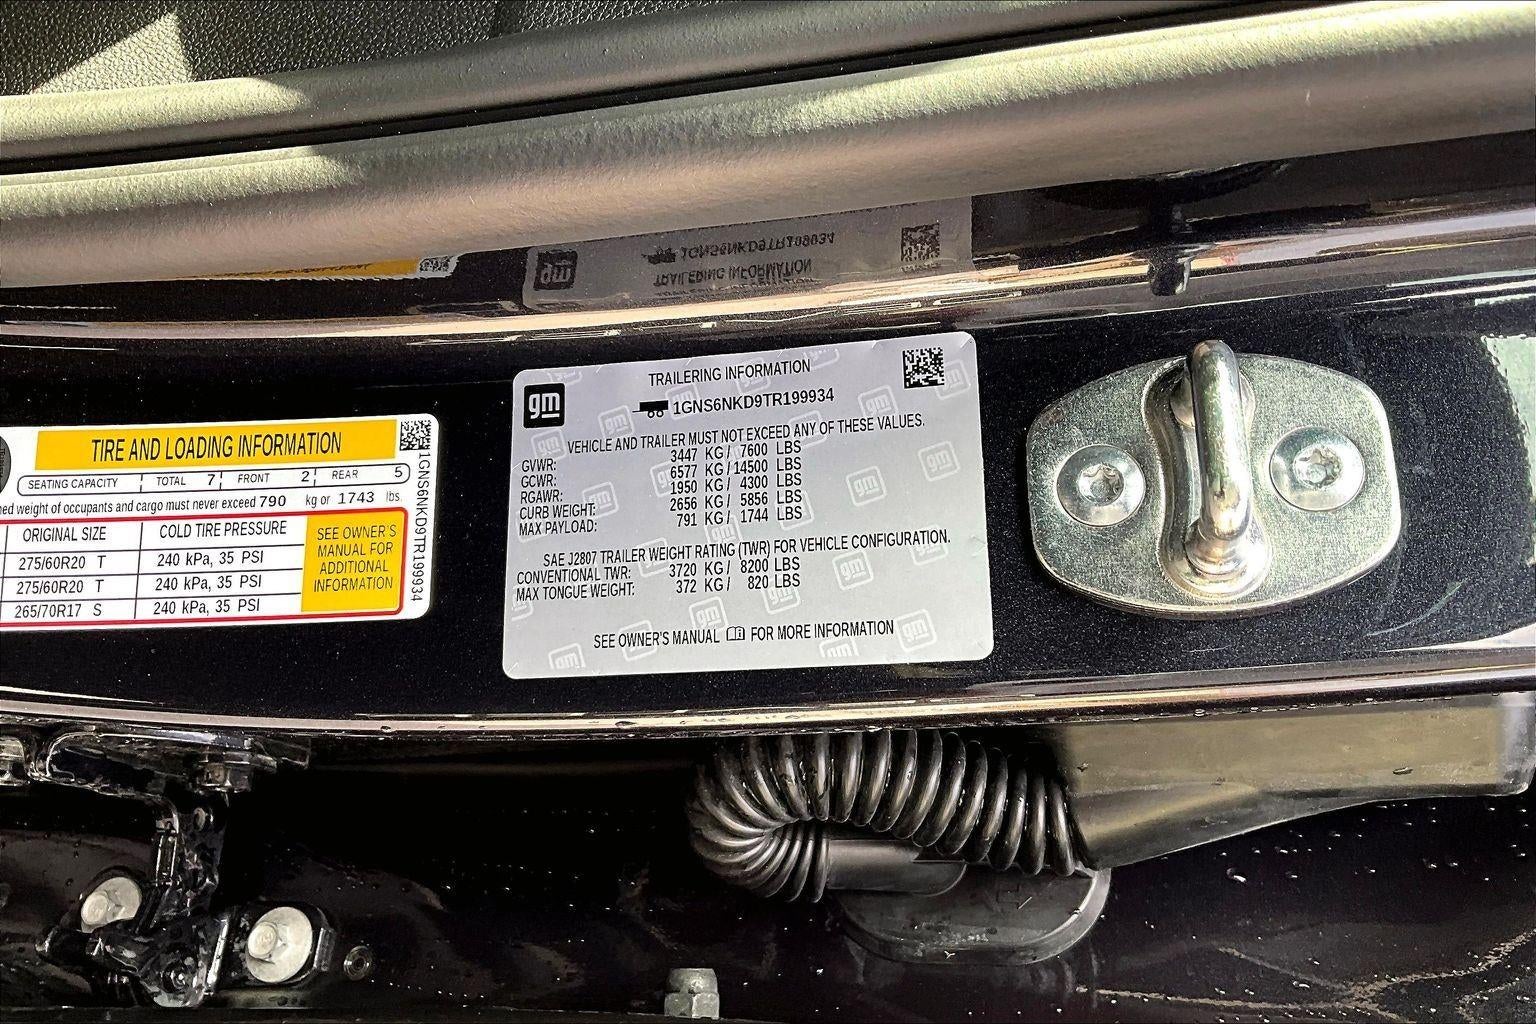 TRAILERING INFORMATION
gm
1GNS6NKD9TR199934
VEHICLE AND TRAILER MUST NOT EXCEED ANY OF THESE VALUES.
GVWR: 3447 KG / 7600 LBS
GCWR: 6577 KG / 14500 LBS
RGAWR: 1950 KG / 4300 LBS
CURB WEIGHT: 2656 KG / 5856 LBS
MAX PAYLOAD: 791 KG / 1744 LBS
SAE J2807 TRAILER WEIGHT RATING (TWR) FOR VEHICLE CONFIGURATION.
CONVENTIONAL TWR: 3720 KG / 8200 LBS
MAX TONGUE WEIGHT: 372 KG / 820 LBS
SEE OWNER'S MANUAL FOR MORE INFORMATION
TIRE AND LOADING INFORMATION
SEATING CAPACITY TOTAL 7 FRONT 2 REAR 5
weight of occupants and cargo must never exceed 790 kg or 1743 lbs.
ORIGINAL SIZE COLD TIRE PRESSURE
275/60R20 T 240 kPa, 35 PSI
275/60R20 T 240 kPa, 35 PSI
265/70R17 S 240 kPa, 35 PSI
SEE OWNER'S
MANUAL FOR
ADDITIONAL
INFORMATION
1GNS6NKD9TR199934